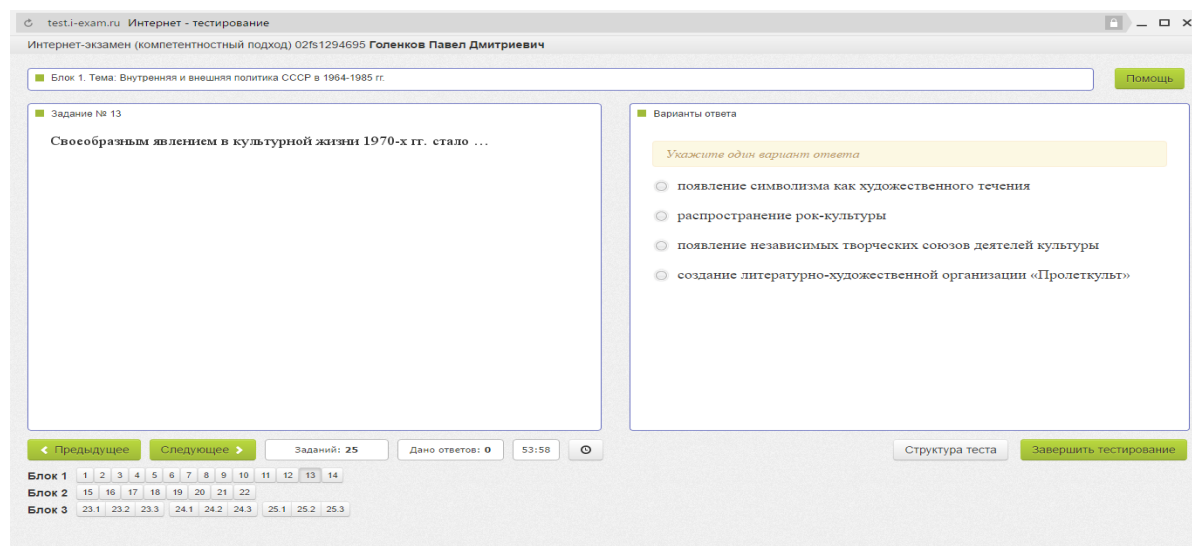 test.i-exam.ru Интернет - тестирование
Интернет-экзамен (компетентностный подход) 02fs1294695 Голенков Павел Дмитриевич
Блок 1. Тема: Внутренняя и внешняя политика СССР в 1964-1985 гг.
Помощь
Задание № 13
Своеобразным явлением в культурной жизни 1970-х гг. стало ...
Варианты ответа
Укажите один вариант ответа
появление символизма как художественного течения
распространение рок-культуры
появление независимых творческих союзов деятелей культуры
создание литературно-художественной организации «Пролеткульт»
Предыдущее Следующее Заданий: 25 Дано ответов: 0 53:58 Структура теста Завершить тестирование
Блок 1 1 2 3 4 5 6 7 8 9 10 11 12 13 14
Блок 2 15 16 17 18 19 20 21 22
Блок 3 23.1 23.2 23.3 24.1 24.2 24.3 25.1 25.2 25.3